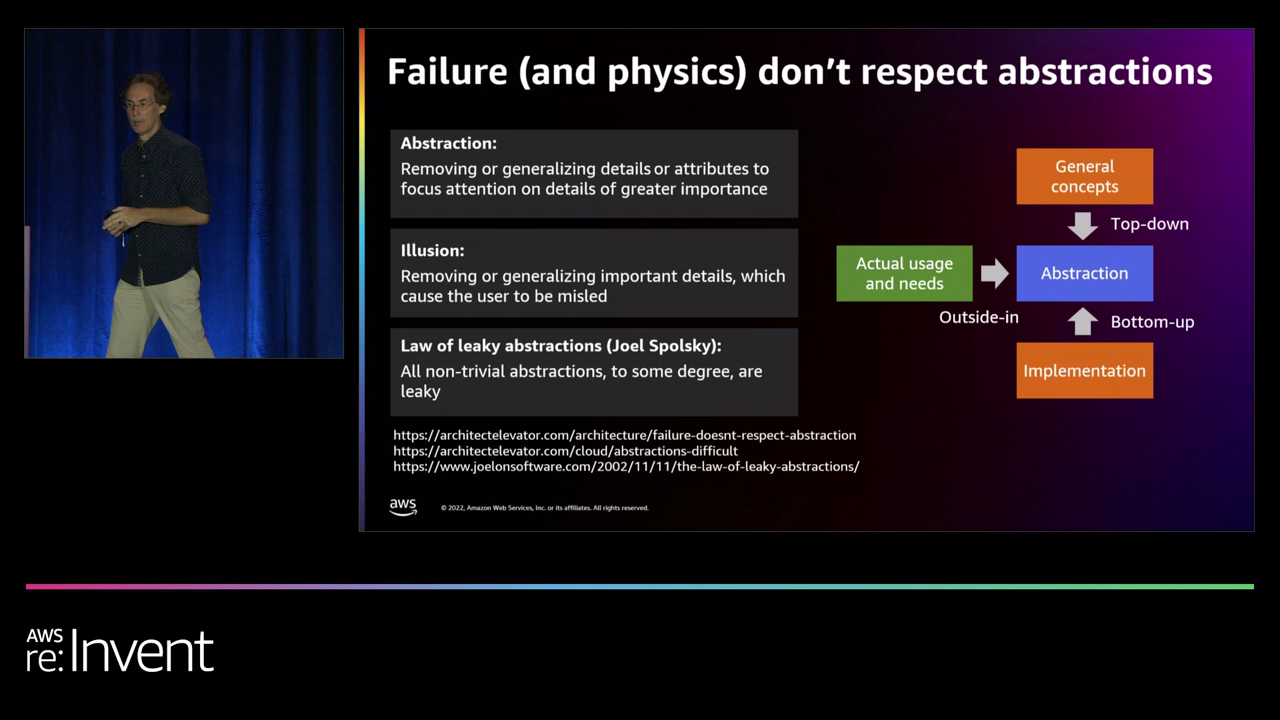 Failure (and physics) don’t respect abstractions
Abstraction:
Removing or generalizing details or attributes to
focus attention on details of greater importance
Illusion:
Removing or generalizing important details, which
cause the user to be misled
Law of leaky abstractions (Joel Spolsky):
All non-trivial abstractions, to some degree, are
leaky
General
concepts
Top-down
Actual usage
and needs
Abstraction
Outside-in
Bottom-up
Implementation
https://architectelevator.com/architecture/failure-doesnt-respect-abstraction
https://architectelevator.com/cloud/abstractions-difficult
https://www.joelonsoftware.com/2002/11/11/the-law-of-leaky-abstractions/
aws
© 2022, Amazon Web Services, Inc. or its affiliates. All rights reserved.
AWS
re:Invent